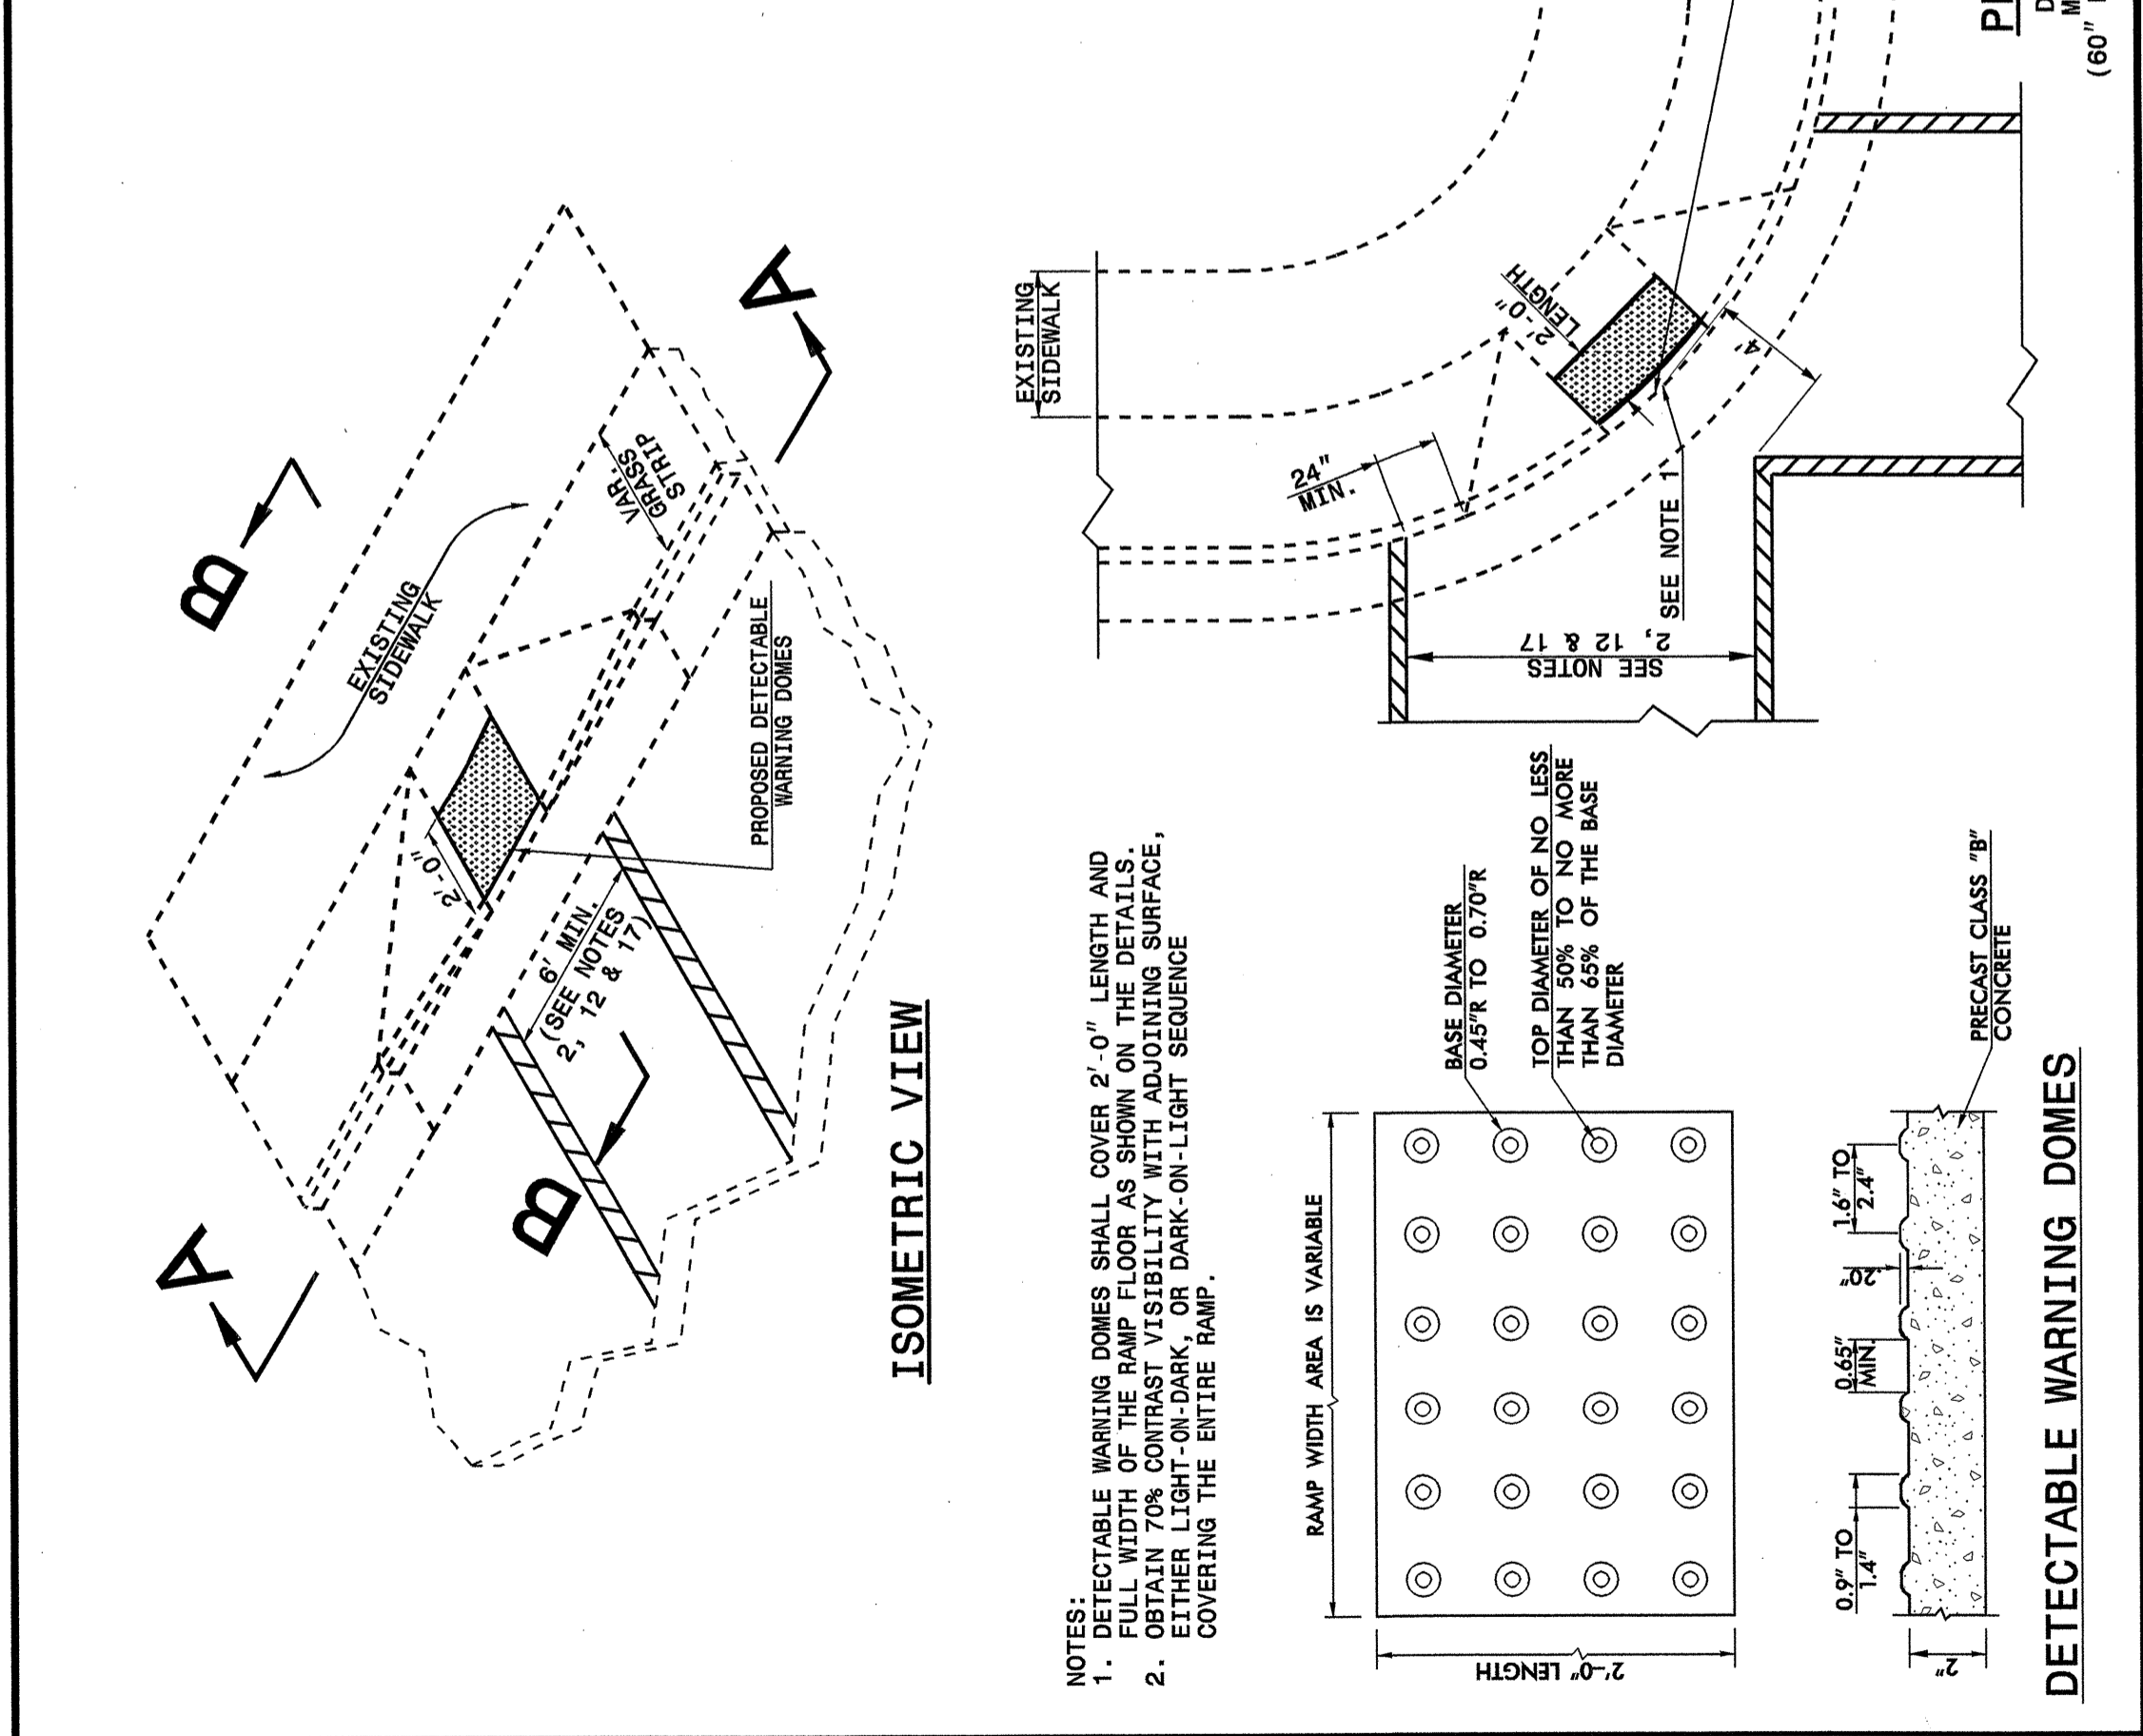 B
EXISTING
SIDEWALK
VAR.
GRASS
STRIP
A
A
2'-0"
6' MIN.
(SEE NOTES
2, 12 & 17)
B
PROPOSED DETECTABLE
WARNING DOMES
ISOMETRIC VIEW
NOTES:
1. DETECTABLE WARNING DOMES SHALL COVER 2'-0" LENGTH AND
FULL WIDTH OF THE RAMP FLOOR AS SHOWN ON THE DETAILS.
2. OBTAIN 70% CONTRAST VISIBILITY WITH ADJOINING SURFACE,
EITHER LIGHT-ON-DARK, OR DARK-ON-LIGHT SEQUENCE
COVERING THE ENTIRE RAMP.
RAMP WIDTH AREA IS VARIABLE
2'-0" LENGTH
BASE DIAMETER
0.45"R TO 0.70"R
TOP DIAMETER OF NO LESS
THAN 50% TO NO MORE
THAN 65% OF THE BASE
DIAMETER
0.9" TO
1.4"
0.65"
MIN.
.20"
1.6" TO
2.4"
2"
PRECAST CLASS "B"
CONCRETE
DETECTABLE WARNING DOMES
EXISTING
SIDEWALK
24"
MIN.
2'-0"
LENGTH
4'
SEE NOTE 1
SEE NOTES
2, 12 & 17
(60"